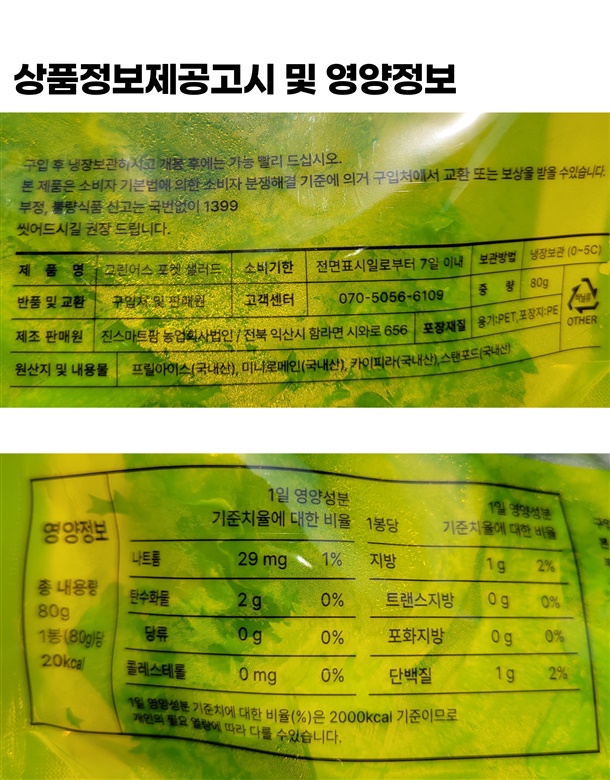 상품정보제공고시 및 영양정보
구입 후 냉장보관하시고 개봉 후에는 가능 빨리 드십시오.
본 제품은 소비자 기본법에 의한 소비자 분쟁해결 기준에 의거 구입처에서 교환 또는 보상을 받을 수있습니다.
부정, 불량식품 신고는 국번없이 1399
씻어드시길 권장 드립니다.
제 품 명 그린어스 포켓 샐러드 소비기한 전면표시일로부터 7일 이내 보관방법 냉장보관 (0~5C)
반품 및 교환 구입처 및 판매원 고객센터 070-5056-6109 중 량 80g
제조 판매원 진스마트팜 농업회사법인 / 전북 익산시 함라면 시와로 656 포장재질 용기:PET, 포장지:PE
OTHER
원산지 및 내용물 프릴아이스(국내산), 미니로메인(국내산), 카이피라(국내산), 스탠포드(국내산)
영양정보
총 내용량
80g
1봉(80g)당
20kcal
1일 영양성분
기준치율에 대한 비율
나트륨 29 mg 1%
탄수화물 2 g 0%
당류 0 g 0%
콜레스테롤 0 mg 0%
1봉당
1일 영양성분
기준치율에 대한 비율
지방 1 g 2%
트랜스지방 0 g 0%
포화지방 0 g 0%
단백질 1 g 2%
1일 영양성분 기준치에 대한 비율(%)은 2000kcal 기준이므로
개인의 필요 열량에 따라 다를 수있습니다.